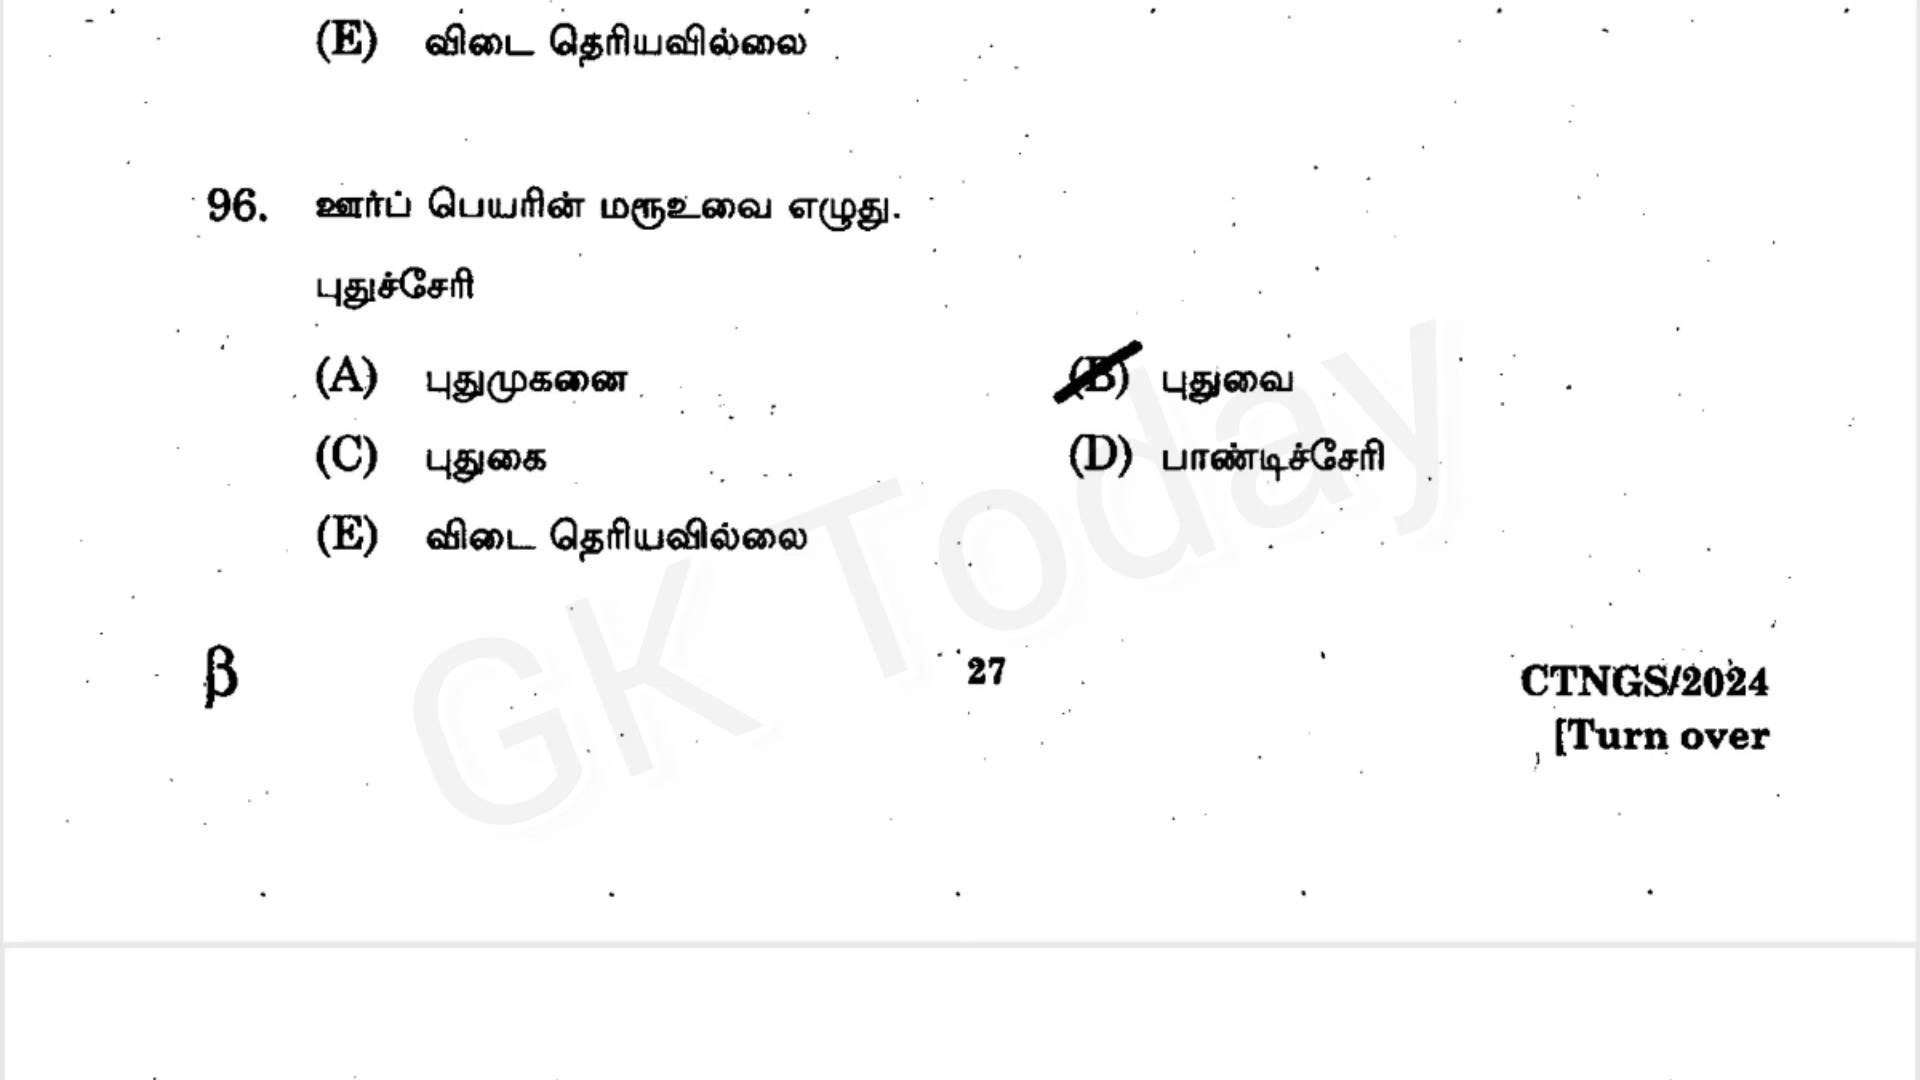 (E) விடை தெரியவில்லை
96. ஊர்ப் பெயரின் மரூஉவை எழுது.
புதுச்சேரி
(A) புதுமுகனை (B) புதுவை
(C) புதுகை (D) பாண்டிச்சேரி
(E) விடை தெரியவில்லை
GK Today
β 27 CTNGS/2024
[Turn over